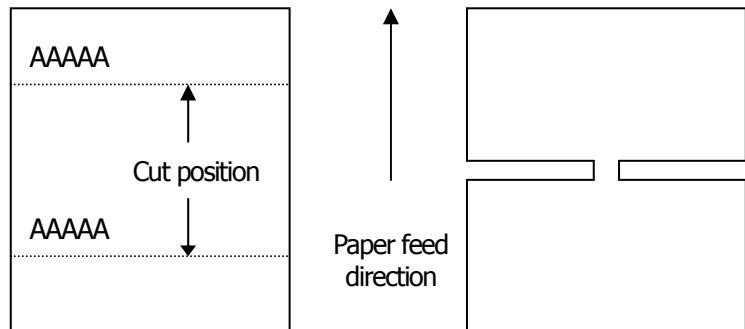 AAAAA
Cut position
AAAAA
Paper feed
direction